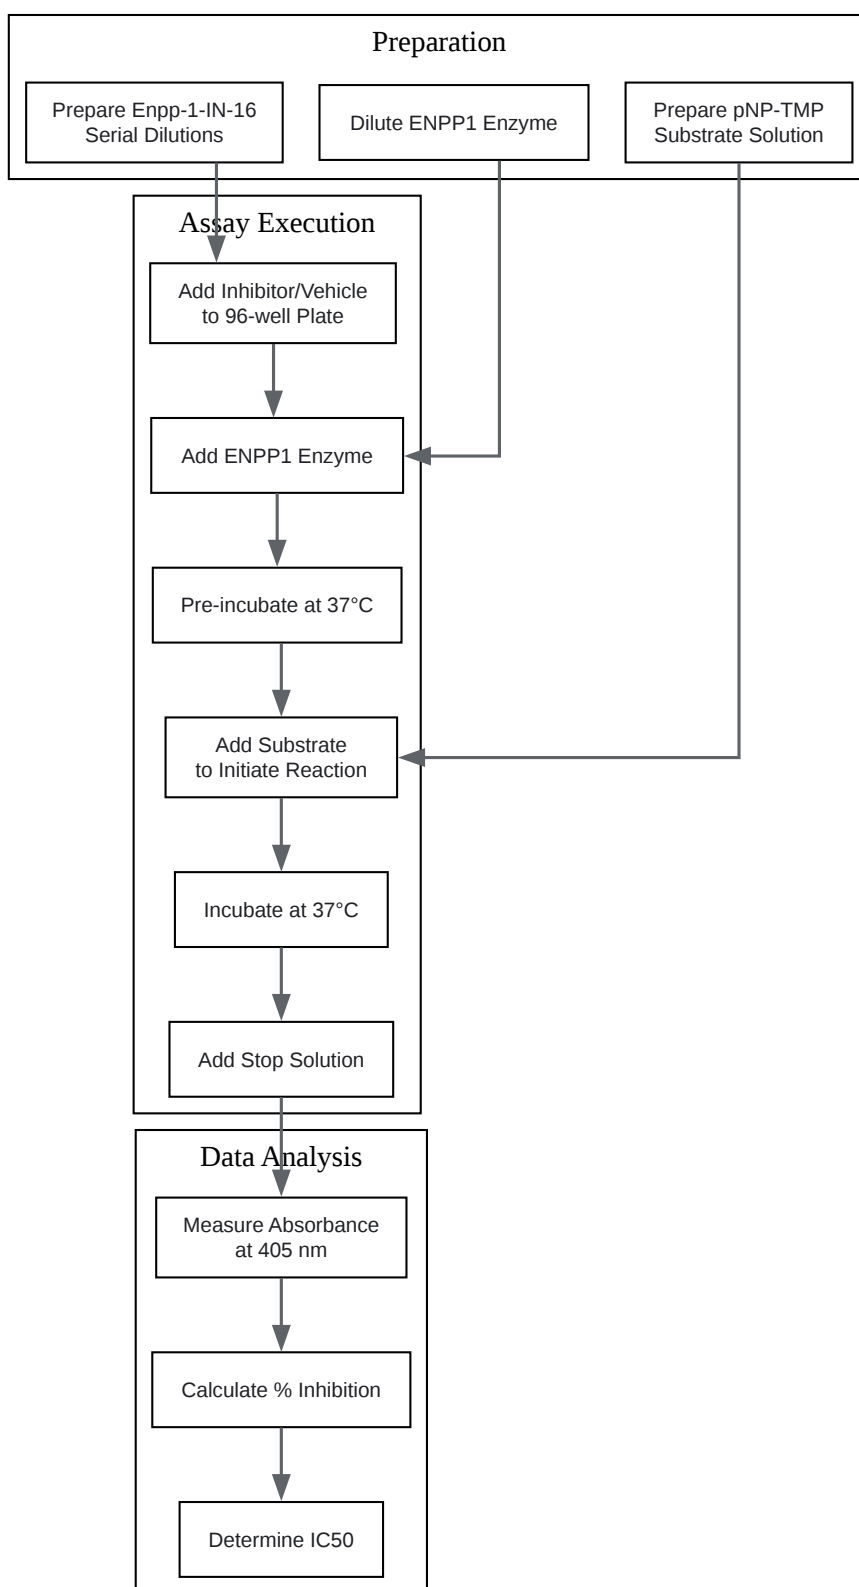 Preparation
Prepare Enpp-1-IN-16
Serial Dilutions
Dilute ENPP1 Enzyme
Prepare pNP-TMP
Substrate Solution
Assay Execution
Add Inhibitor/Vehicle
to 96-well Plate
Add ENPP1 Enzyme
Pre-incubate at 37°C
Add Substrate
to Initiate Reaction
Incubate at 37°C
Add Stop Solution
Data Analysis
Measure Absorbance
at 405 nm
Calculate % Inhibition
Determine IC50